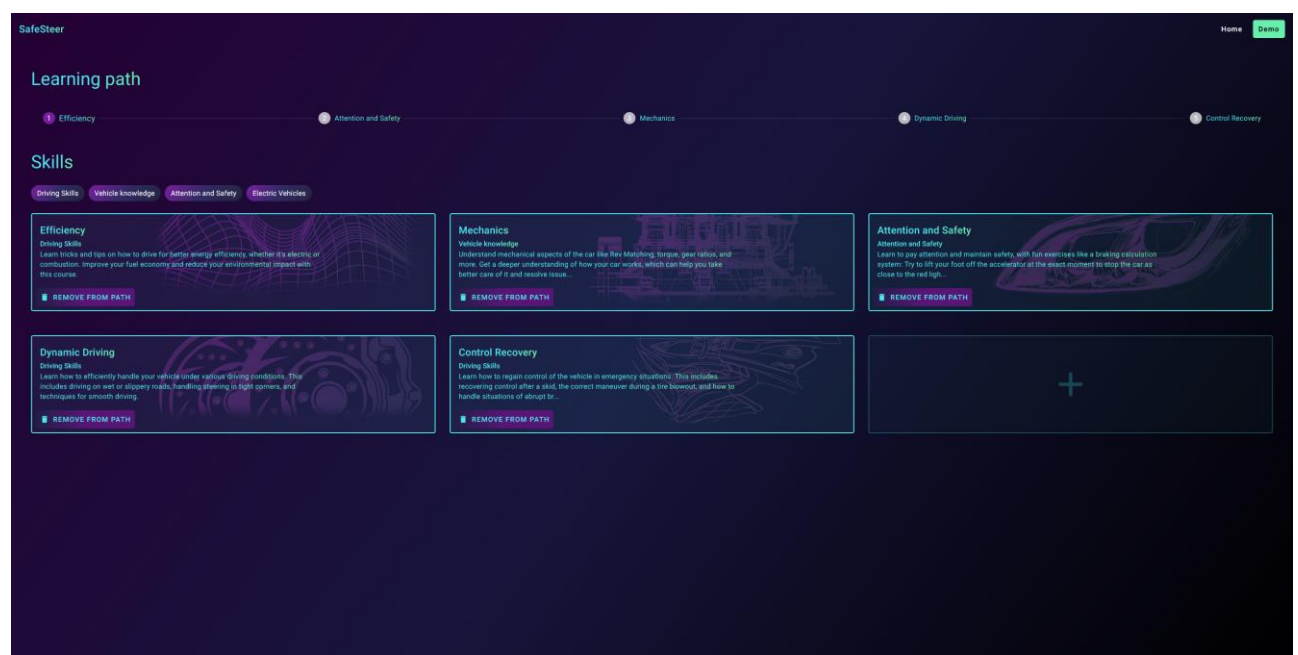 SafeSteer
Home
Demo
Learning path
1 Efficiency
2 Attention and Safety
3 Mechanics
4 Dynamic Driving
5 Control Recovery
Skills
Driving Skills
Vehicle knowledge
Attention and Safety
Electric Vehicles
Efficiency
Driving Skills
Learn tricks and tips on how to drive for better energy efficiency, whether it's electric or
combustion. Improve your fuel economy and reduce your environmental impact with
this course.
REMOVE FROM PATH
Mechanics
Vehicle knowledge
Understand mechanical aspects of the car like Rev Matching, torque, gear ratios, and
more. Get a deeper understanding of how your car works, which can help you take
better care of it and resolve issue...
REMOVE FROM PATH
Attention and Safety
Attention and Safety
Learn to pay attention and maintain safety, with fun exercises like a braking calculation
system: Try to lift your foot off the accelerator at the exact moment to stop the car as
close to the red ligh...
REMOVE FROM PATH
Dynamic Driving
Driving Skills
Learn how to efficiently handle your vehicle under various driving conditions. This
includes driving on wet or slippery roads, handling steering in tight corners, and
techniques for smooth driving.
REMOVE FROM PATH
Control Recovery
Driving Skills
Learn how to regain control of the vehicle in emergency situations. This includes
recovering control after a skid, the correct maneuver during a tire blowout, and how to
handle situations of abrupt br...
REMOVE FROM PATH